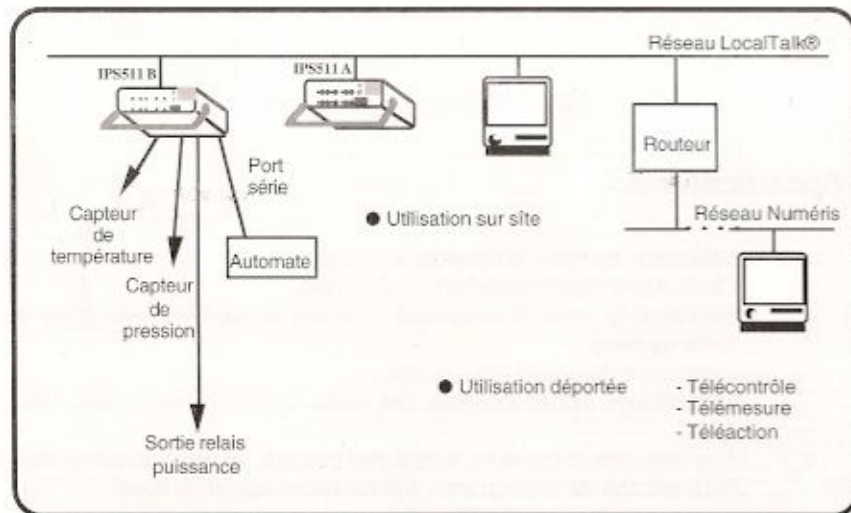 Réseau LocalTalk®
IPS511 B
IPS511 A
Routeur
Port
série
Réseau Numéris
Capteur
de
température
● Utilisation sur sîte
Automate
Capteur
de
pression
● Utilisation déportée
- Télécontrôle
- Télémesure
- Téléaction
Sortie relais
puissance